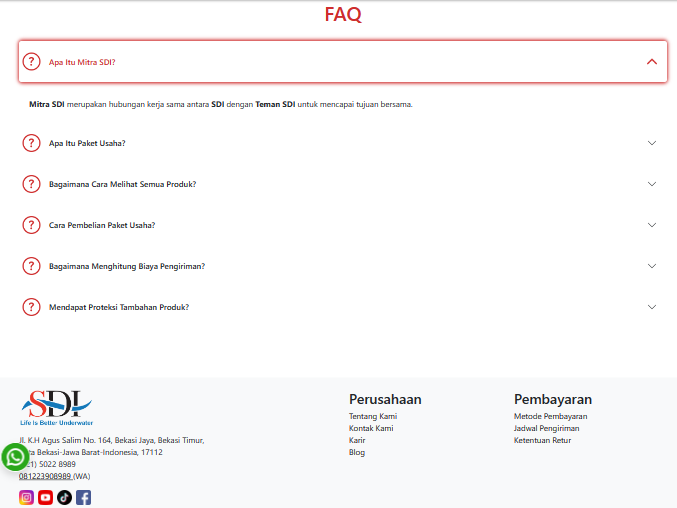 FAQ
Apa Itu Mitra SDI?
Mitra SDI merupakan hubungan kerja sama antara SDI dengan Teman SDI untuk mencapai tujuan bersama.
Apa Itu Paket Usaha?
Bagaimana Cara Melihat Semua Produk?
Cara Pembelian Paket Usaha?
Bagaimana Menghitung Biaya Pengiriman?
Mendapat Proteksi Tambahan Produk?
SDI
Life Is Better Underwater
Jl. K.H Agus Salim No. 164, Bekasi Jaya, Bekasi Timur,
Bekasi-Jawa Barat-Indonesia, 17112
1) 5022 8989
081223908989 (WA)
Perusahaan
Tentang Kami
Kontak Kami
Karir
Blog
Pembayaran
Metode Pembayaran
Jadwal Pengiriman
Ketentuan Retur